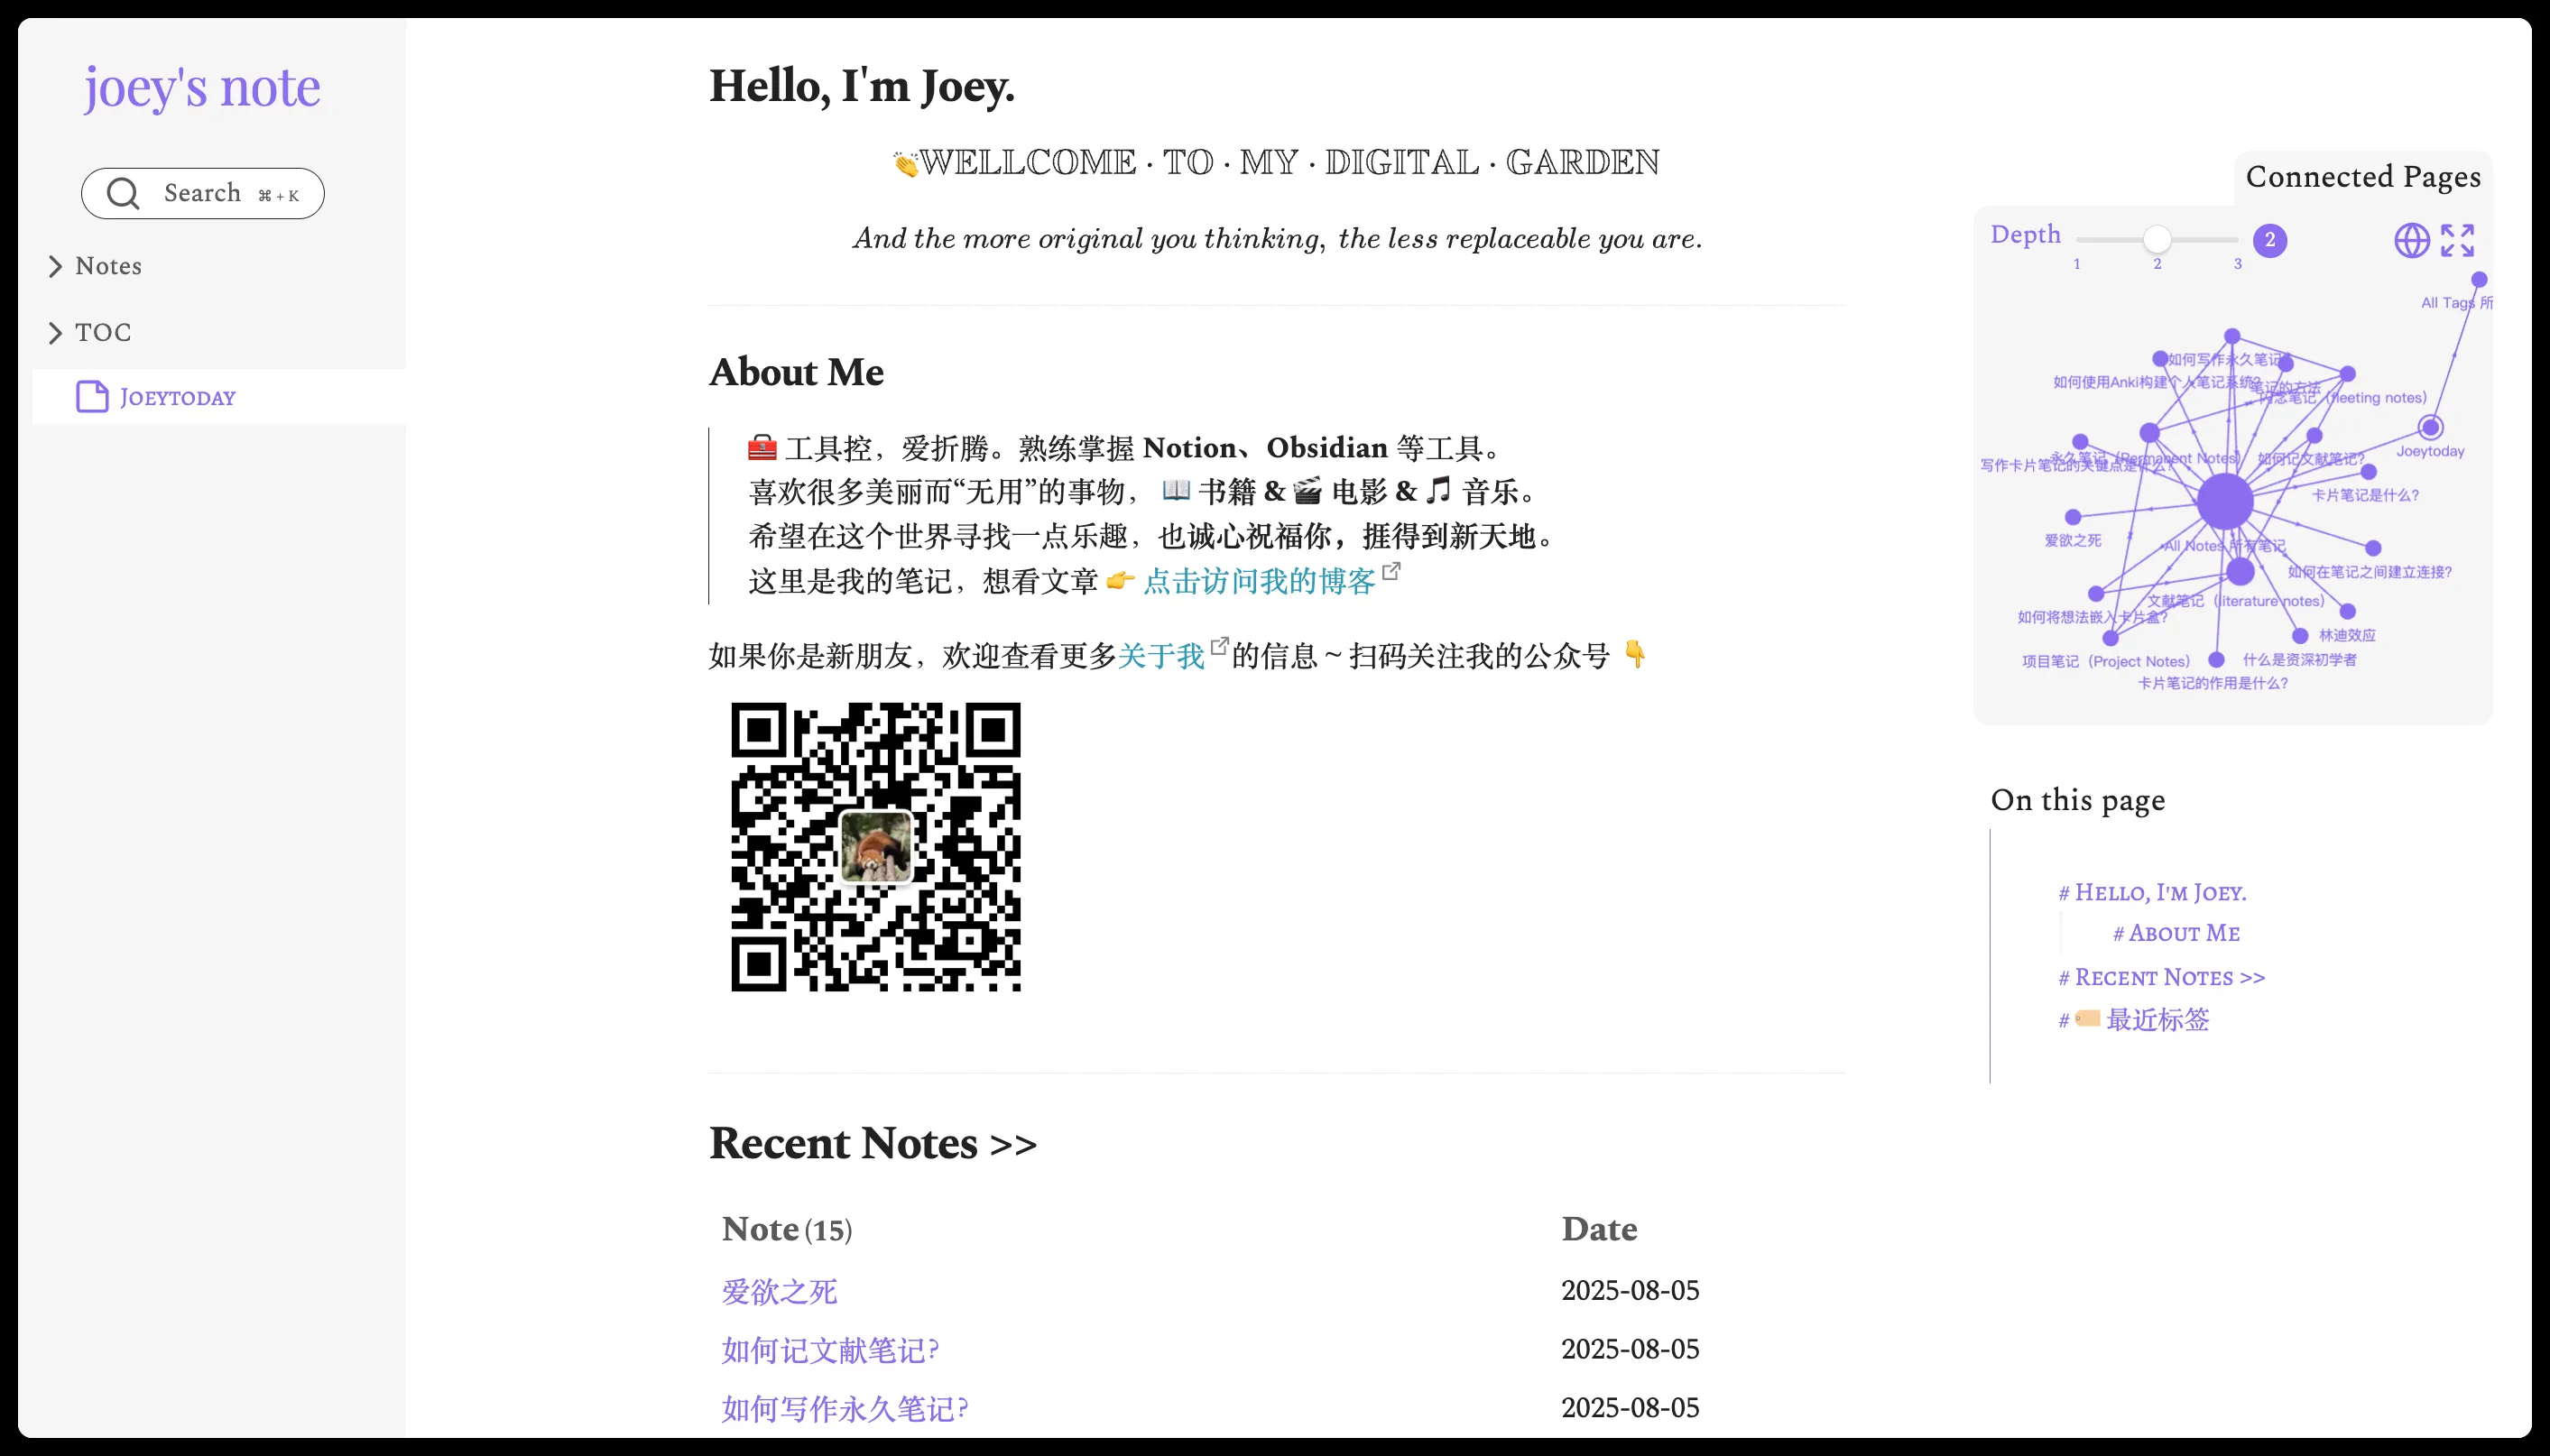 joey's note
Search ⌘ + K
Notes
TOC
Joeytoday
Hello, I'm Joey.
👏WELLCOME · TO · MY · DIGITAL · GARDEN
And the more original you thinking, the less replaceable you are.
About Me
🧰 工具控，爱折腾。熟练掌握 Notion、Obsidian 等工具。
喜欢很多美丽而“无用”的事物， 📖 书籍 & 🎬 电影 & 🎵 音乐。
希望在这个世界寻找一点乐趣，也诚心祝福你，捱得到新天地。
这里是我的笔记，想看文章 👉 点击访问我的博客
如果你是新朋友，欢迎查看更多关于我的信息 ~ 扫码关注我的公众号 👇
Recent Notes >>
Note (15) Date
爱欲之死 2025-08-05
如何记文献笔记? 2025-08-05
如何写作永久笔记? 2025-08-05
Connected Pages
Depth 1 2 3 2
All Tags 所
如何写作永久笔记?
如何使用Anki构建个人笔记系统?
笔记的方法
闪念笔记（fleeting notes）
Joeytoday
永久笔记（Permanent Notes）
如何记文献笔记?
写作卡片笔记的关键点是什么?
卡片笔记是什么?
爱欲之死
All Notes 所有笔记
如何在笔记之间建立连接?
文献笔记（literature notes）
如何将想法嵌入卡片盒?
林迪效应
项目笔记（Project Notes）
什么是资深初学者
卡片笔记的作用是什么?
On this page
# Hello, I'm Joey.
# About Me
# Recent Notes >>
# 🏷️ 最近标签